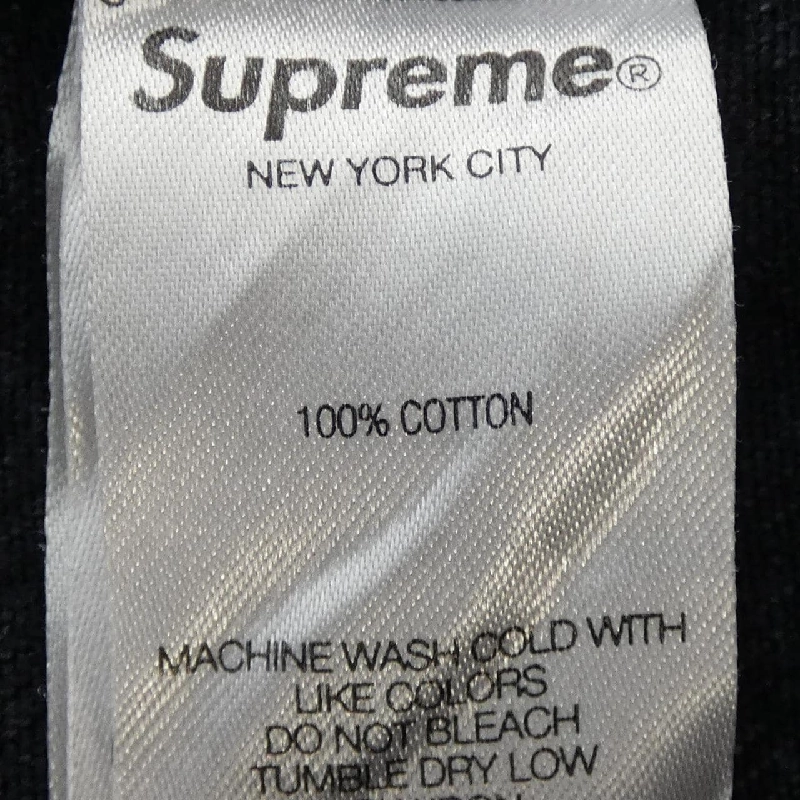 Supreme®
NEW YORK CITY
100% COTTON
MACHINE WASH COLD WITH
LIKE COLORS
DO NOT BLEACH
TUMBLE DRY LOW